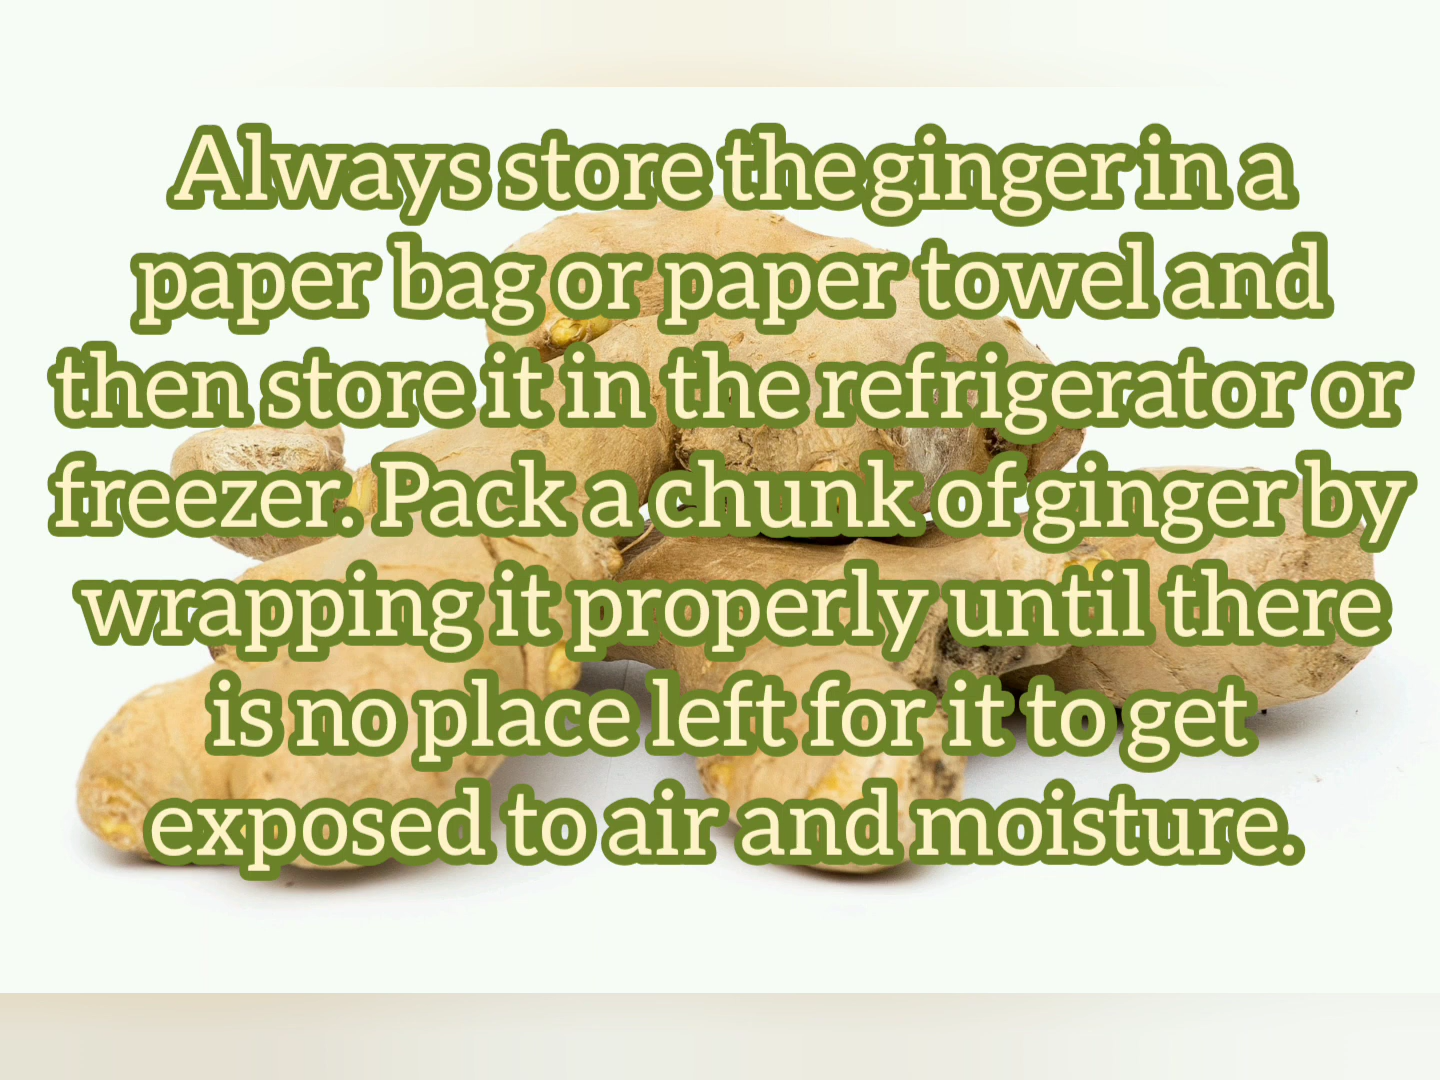 Always store the ginger in a
paper bag or paper towel and
then store it in the refrigerator or
freezer. Pack a chunk of ginger by
wrapping it properly until there
is no place left for it to get
exposed to air and moisture.